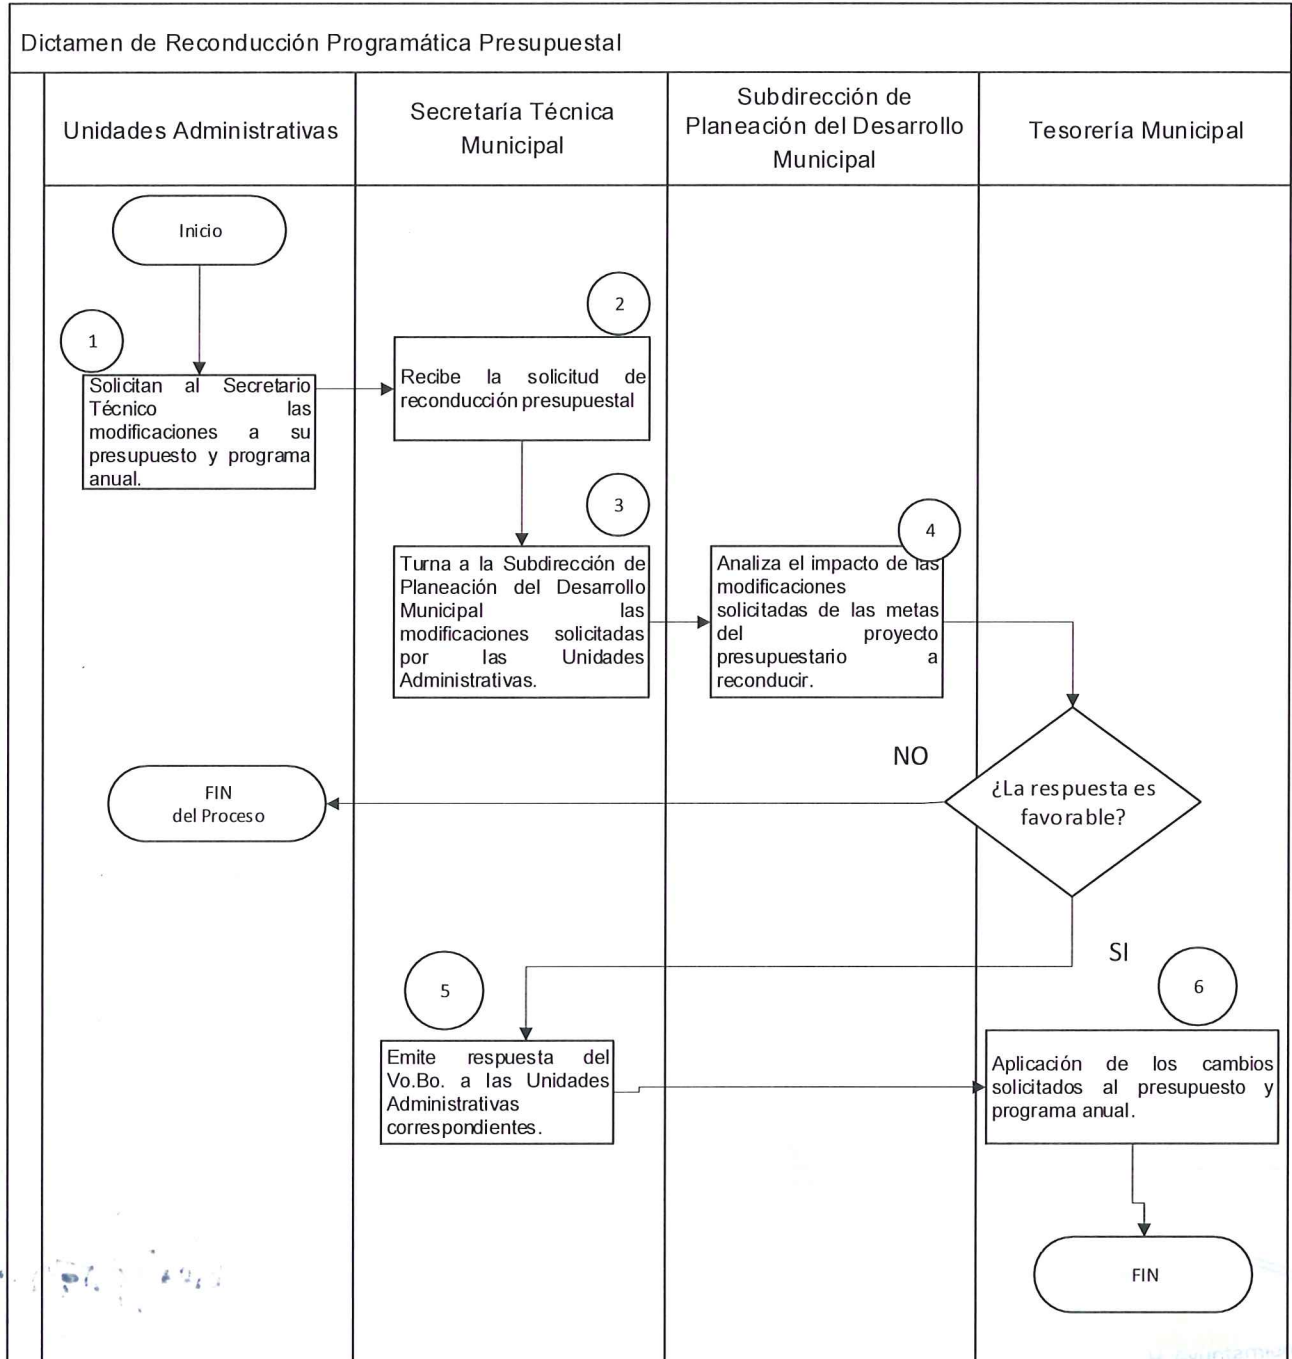 Dictamen de Reconducción Programática Presupuestal
Unidades Administrativas
Secretaría Técnica
Municipal
Subdirección de
Planeación del Desarrollo
Municipal
Tesorería Municipal
Inicio
1
Solicitan al Secretario
Técnico las
modificaciones a su
presupuesto y programa
anual.
2
Recibe la solicitud de
reconducción presupuestal
3
Turna a la Subdirección de
Planeación del Desarrollo
Municipal las
modificaciones solicitadas
por las Unidades
Administrativas.
4
Analiza el impacto de las
modificaciones
solicitadas de las metas
del proyecto
presupuestario a
reconducir.
¿La respuesta es
favorable?
NO
FIN
del Proceso
SI
5
Emite respuesta del
Vo.Bo. a las Unidades
Administrativas
correspondientes.
6
Aplicación de los cambios
solicitados al presupuesto y
programa anual.
FIN